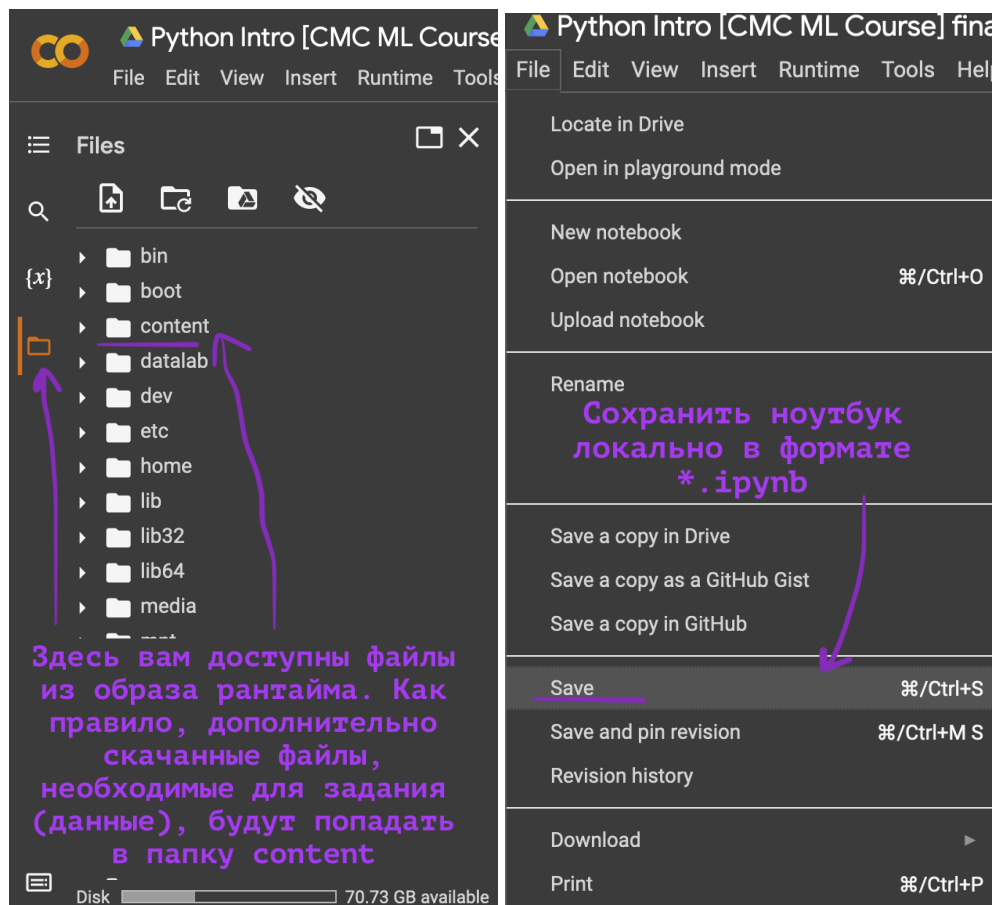 Python Intro [CMC ML Course
File Edit View Insert Runtime Tools
Files
{x}
bin
boot
content
datalab
dev
etc
home
lib
lib32
lib64
media
Здесь вам доступны файлы
из образа рантайма. Как
правило, дополнительно
скачанные файлы,
необходимые для задания
(данные), будут попадать
в папку content
Disk 70.73 GB available
Python Intro [CMC ML Course] fina
File Edit View Insert Runtime Tools Help
Locate in Drive
Open in playground mode
New notebook
Open notebook ⌘/Ctrl+O
Upload notebook
Rename
Сохранить ноутбук
локально в формате
*.ipynb
Save a copy in Drive
Save a copy as a GitHub Gist
Save a copy in GitHub
Save ⌘/Ctrl+S
Save and pin revision ⌘/Ctrl+M S
Revision history
Download
Print ⌘/Ctrl+P